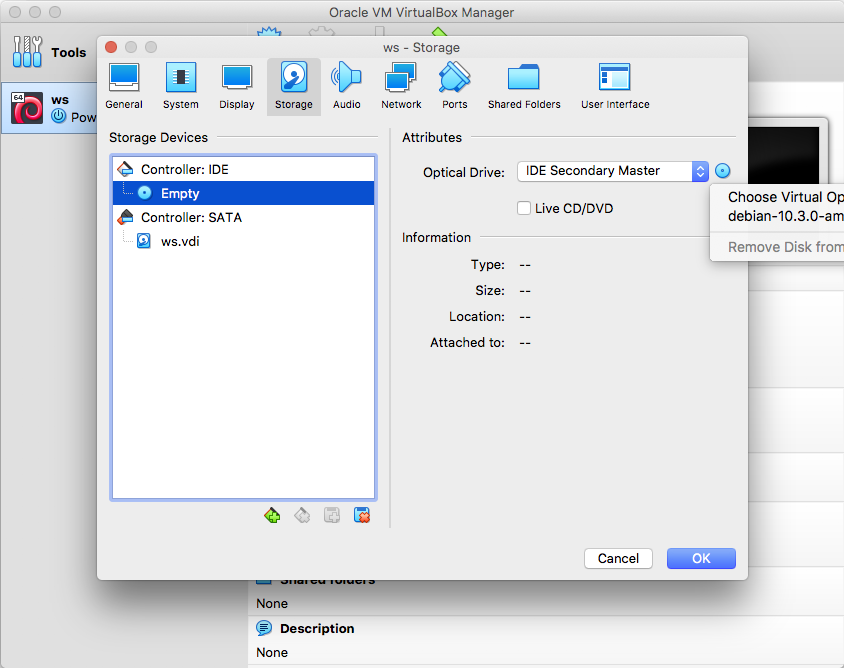 Oracle VM VirtualBox Manager
Tools
64
ws
Pow
ws - Storage
General
System
Display
Storage
Audio
Network
Ports
Shared Folders
User Interface
Storage Devices
Controller: IDE
Empty
Controller: SATA
ws.vdi
Attributes
Optical Drive: IDE Secondary Master
Live CD/DVD
Choose Virtual Op
debian-10.3.0-am
Remove Disk from
Information
Type: --
Size: --
Location: --
Attached to: --
Cancel
OK
Shared folders
None
Description
None